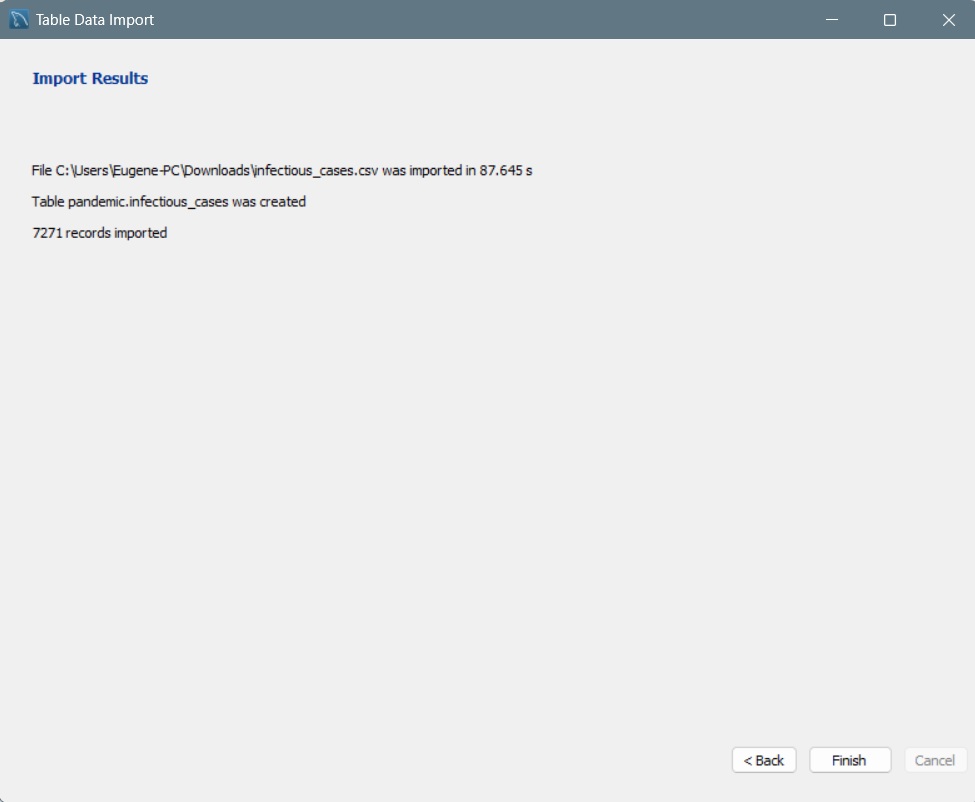 Table Data Import
Import Results
File C:\Users\Eugene-PC\Downloads\infectious_cases.csv was imported in 87.645 s
Table pandemic.infectious_cases was created
7271 records imported
< Back Finish Cancel